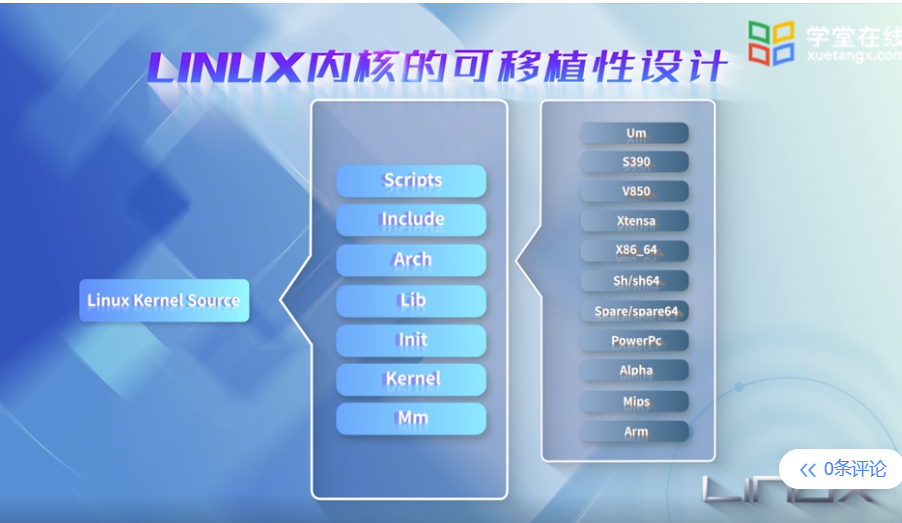 LINUX内核的可移植性设计
学堂在线
xuetangx.com
Linux Kernel Source
Scripts
Include
Arch
Lib
Init
Kernel
Mm
Um
S390
V850
Xtensa
X86_64
Sh/sh64
Spare/spare64
PowerPc
Alpha
Mips
Arm
0条评论
LINUX